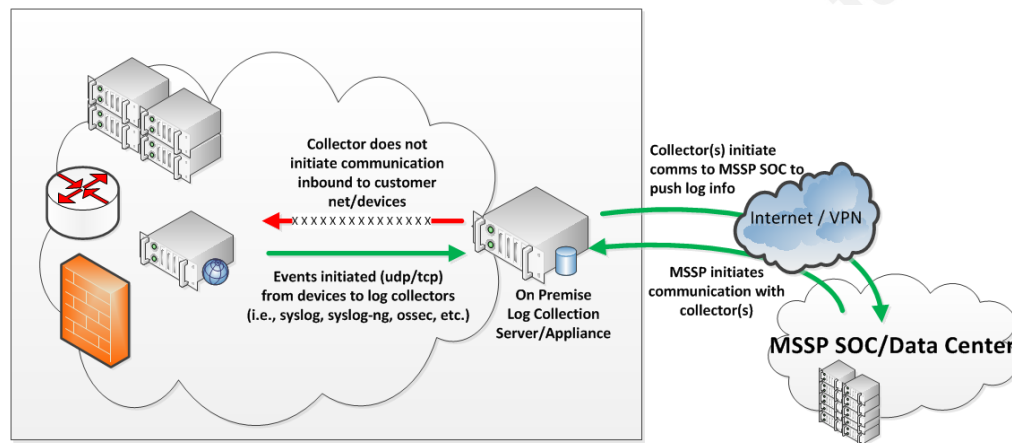 Collector does not
initiate communication
inbound to customer
net/devices
X X X X X X X X X X X X X X X
Events initiated (udp/tcp)
from devices to log collectors
(i.e., syslog, syslog-ng, ossec, etc.)
On Premise
Log Collection
Server/Appliance
Collector(s) initiate
comms to MSSP SOC to
push log info
Internet / VPN
MSSP initiates
communication with
collector(s)
MSSP SOC/Data Center